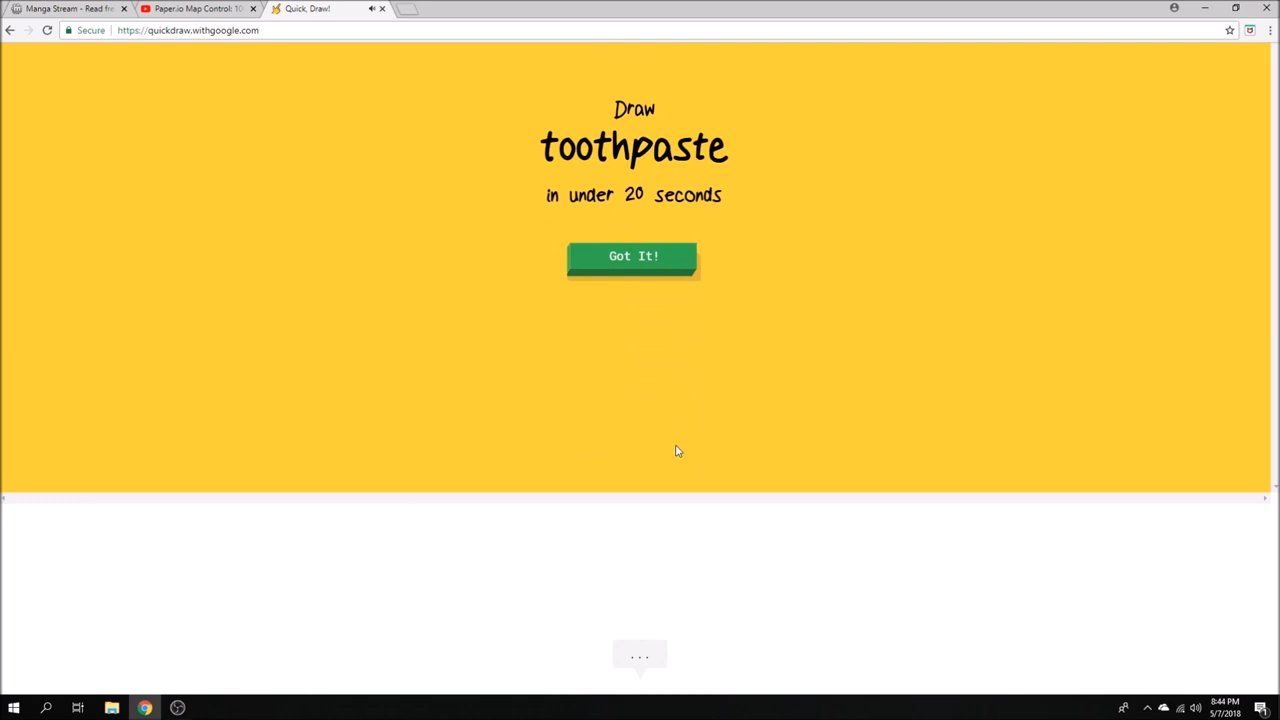 Manga Stream - Read fre
Paper.io Map Control: 10
Quick, Draw!
Secure
https://quickdraw.withgoogle.com
Draw
toothpaste
in under 20 seconds
Got It!
...
8:44 PM
5/7/2018